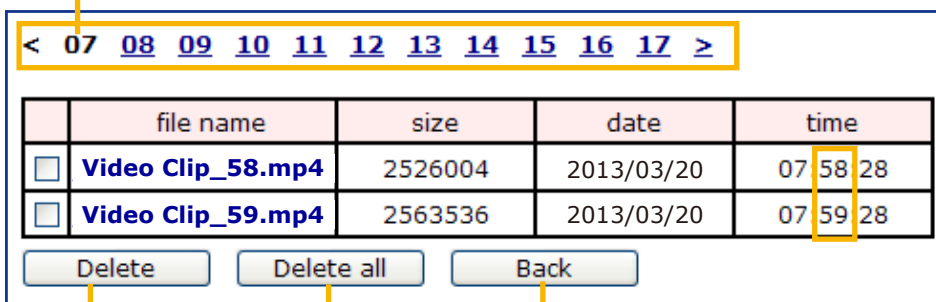 < 07 08 09 10 11 12 13 14 15 16 17 >
file name size date time
Video Clip_58.mp4 2526004 2013/03/20 07:58:28
Video Clip_59.mp4 2563536 2013/03/20 07:59:28
Delete Delete all Back